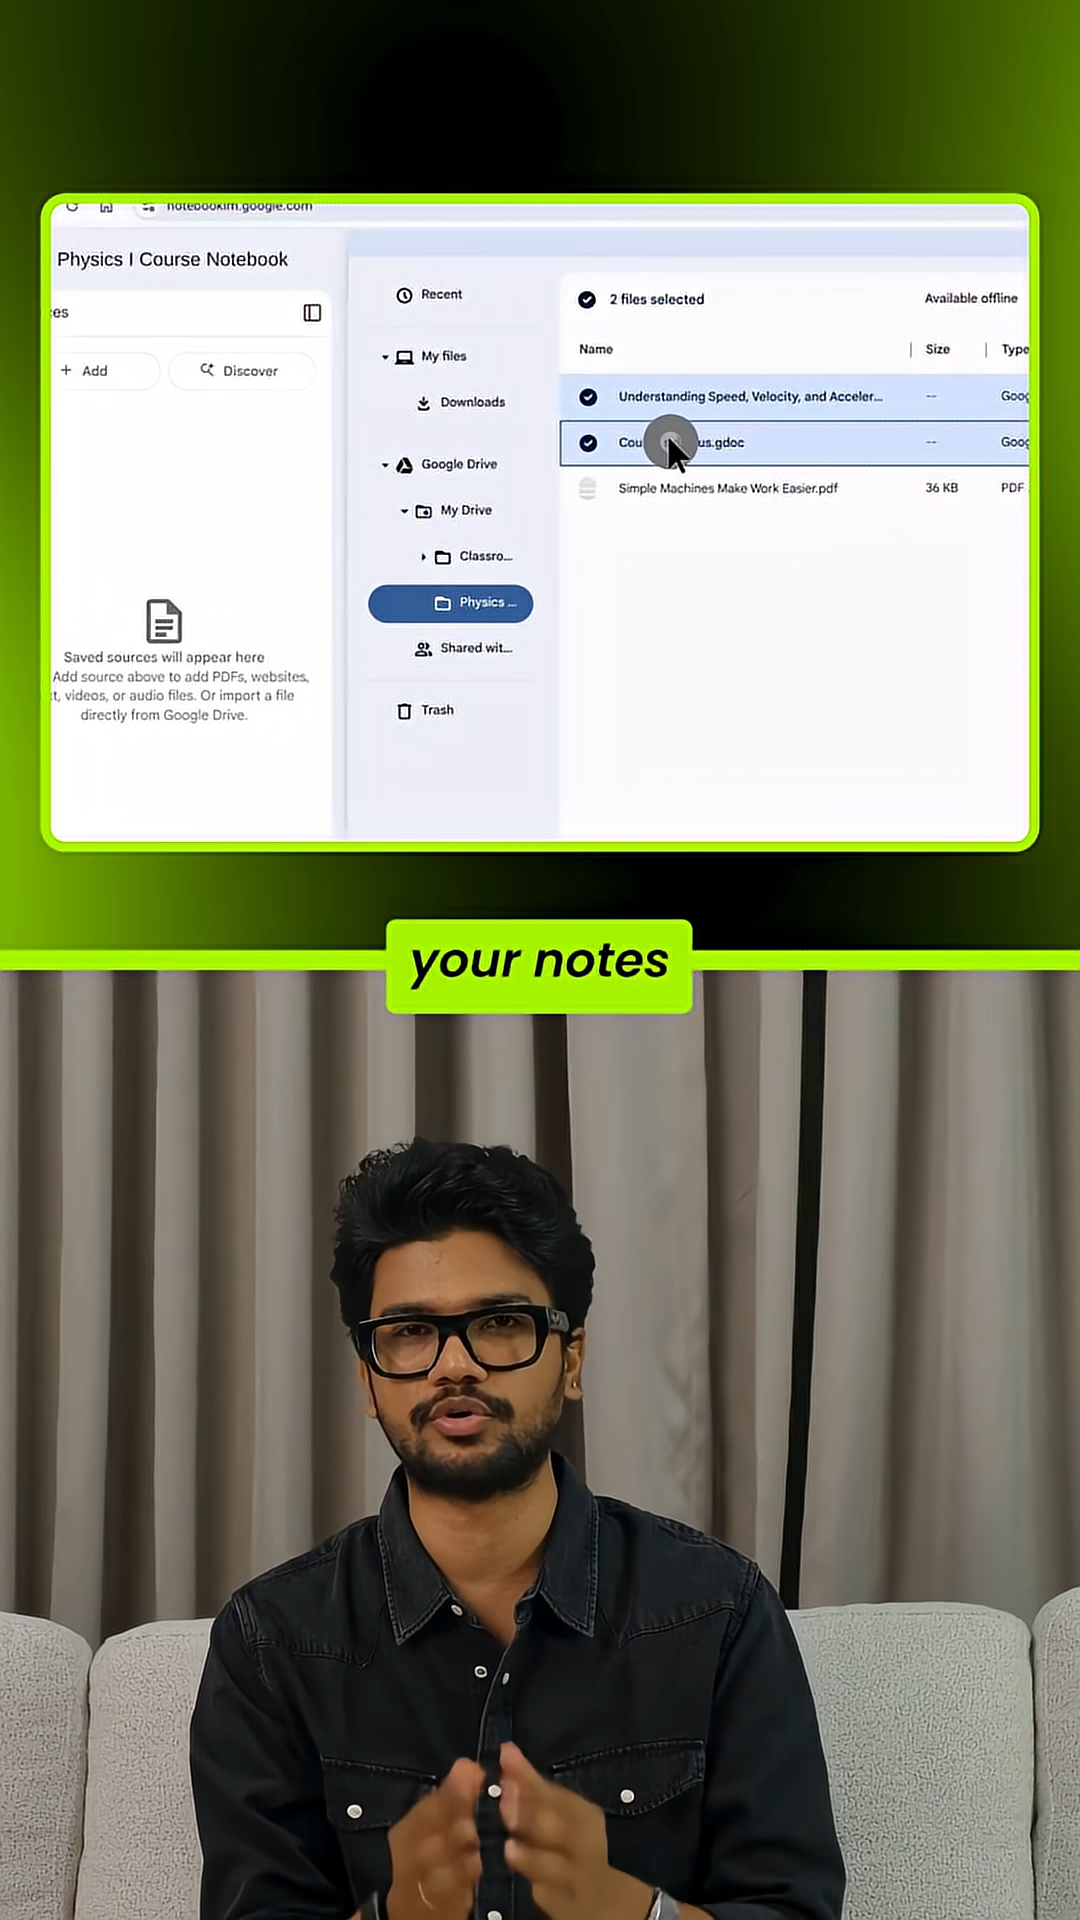 notebooklm.google.com
Physics I Course Notebook
ces
+ Add
Discover
Saved sources will appear here
Add source above to add PDFs, websites,
t, videos, or audio files. Or import a file
directly from Google Drive.
Recent
My files
Downloads
Google Drive
My Drive
Classro...
Physics ...
Shared wit...
Trash
2 files selected
Available offline
Name
Size
Type
Understanding Speed, Velocity, and Acceler...
--
Goog
Cou us.gdoc
--
Goog
Simple Machines Make Work Easier.pdf
36 KB
PDF
your notes